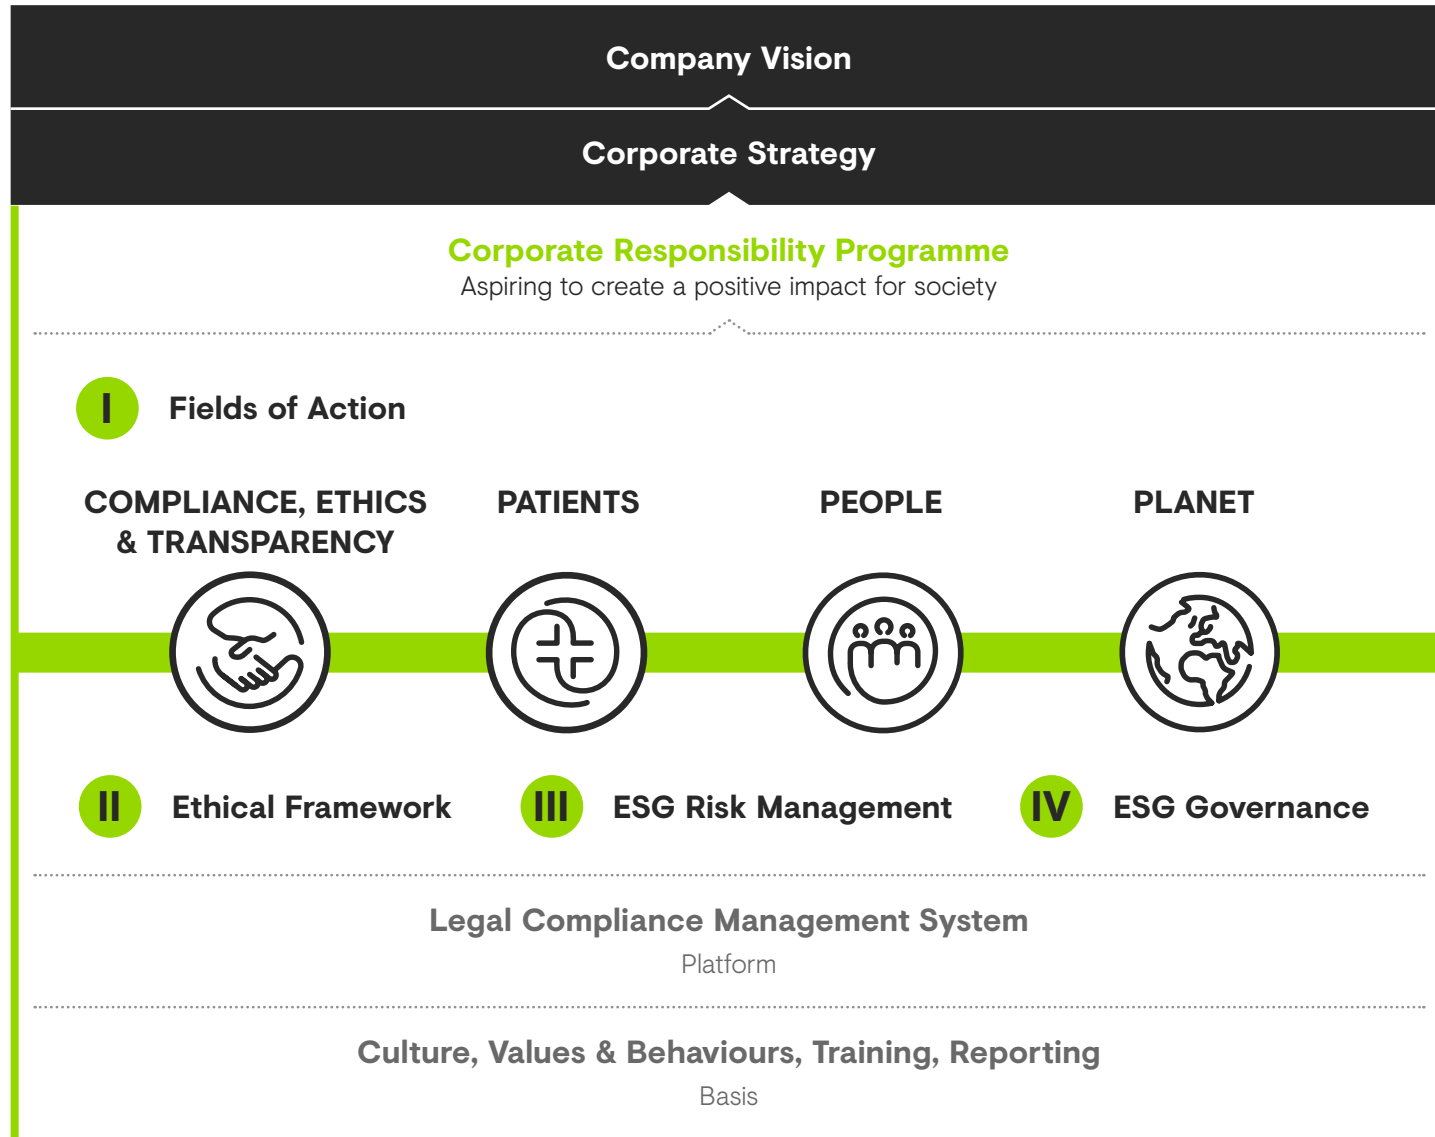 Company Vision
Corporate Strategy
Corporate Responsibility Programme
Aspiring to create a positive impact for society
I Fields of Action
COMPLIANCE, ETHICS
& TRANSPARENCY
PATIENTS
PEOPLE
PLANET
II Ethical Framework
III ESG Risk Management
IV ESG Governance
Legal Compliance Management System
Platform
Culture, Values & Behaviours, Training, Reporting
Basis